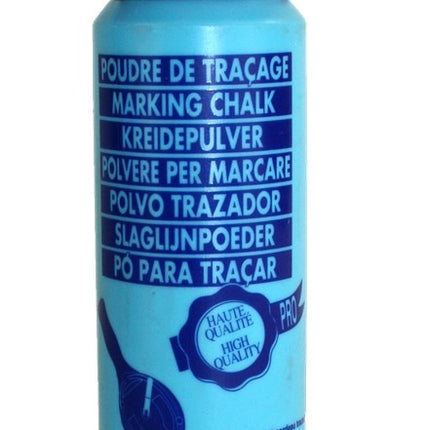 POUDRE DE TRAÇAGE
MARKING CHALK
KREIDEPULVER
POLVERE PER MARCARE
POLVO TRAZADOR
SLAGLIJNPOEDER
PÓ PARA TRAÇAR
HAUTE
QUALITÉ
HIGH
QUALITY
PRO